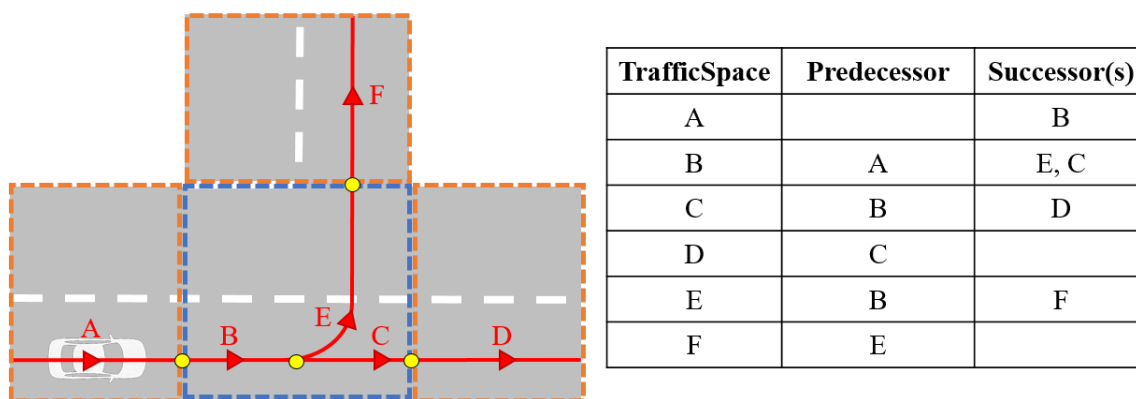 F
E
A
B
C
D
TrafficSpace Predecessor Successor(s)
A B
B A E, C
C B D
D C
E B F
F E